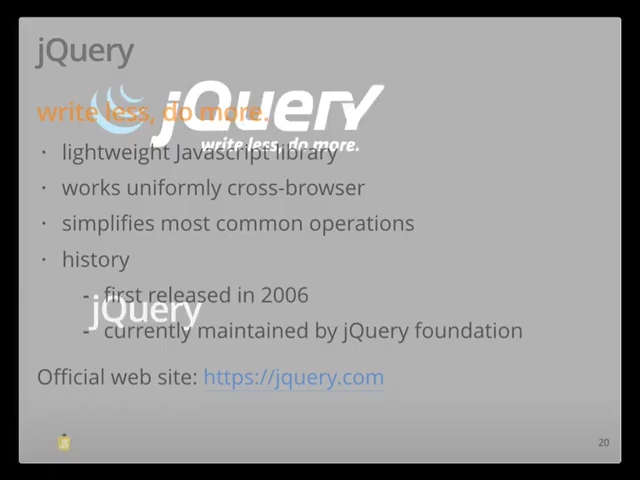 jQuery
write less, do more.
jQuery
write less, do more.
· lightweight Javascript library
· works uniformly cross-browser
· simplifies most common operations
· history
- first released in 2006
jQuery
- currently maintained by jQuery foundation
Official web site: https://jquery.com
JS
20